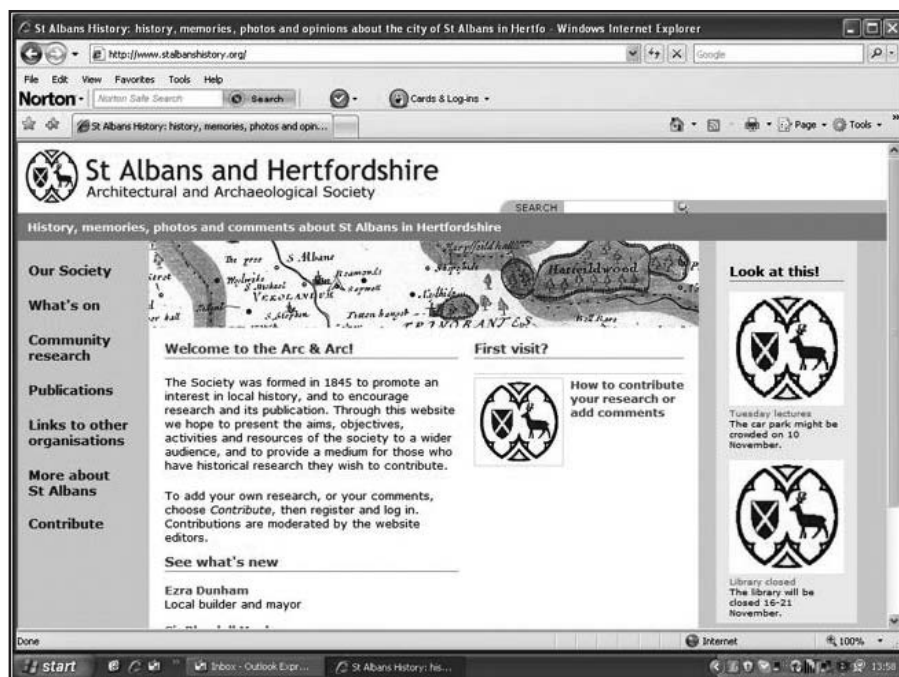 St Albans History: history, memories, photos and opinions about the city of St Albans in Hertfo - Windows Internet Explorer
http://www.stalbanshistory.org/
Google
File Edit View Favorites Tools Help
Norton Norton Safe Search Search Cards & Log-ins
St Albans History: history, memories, photos and opin...
Page Tools
St Albans and Hertfordshire
Architectural and Archaeological Society
SEARCH
History, memories, photos and comments about St Albans in Hertfordshire
Our Society
What's on
Community
research
Publications
Links to other
organisations
More about
St Albans
Contribute
The gree
S Albans
S. Michael
Rosmonds
VEROLANIUM
S. Stephen
Hatfeildwood
TRINOBANTES
Welcome to the Arc & Arc!
The Society was formed in 1845 to promote an
interest in local history, and to encourage
research and its publication. Through this website
we hope to present the aims, objectives,
activities and resources of the society to a wider
audience, and to provide a medium for those who
have historical research they wish to contribute.
To add your own research, or your comments,
choose Contribute, then register and log in.
Contributions are moderated by the website
editors.
See what's new
Ezra Dunham
Local builder and mayor
First visit?
How to contribute
your research or
add comments
Look at this!
Tuesday lectures
The car park might be
crowded on 10
November.
Library closed
The library will be
closed 16-21
November.
Done
Internet
100%
start
Inbox - Outlook Expr...
St Albans History: his...
13:58